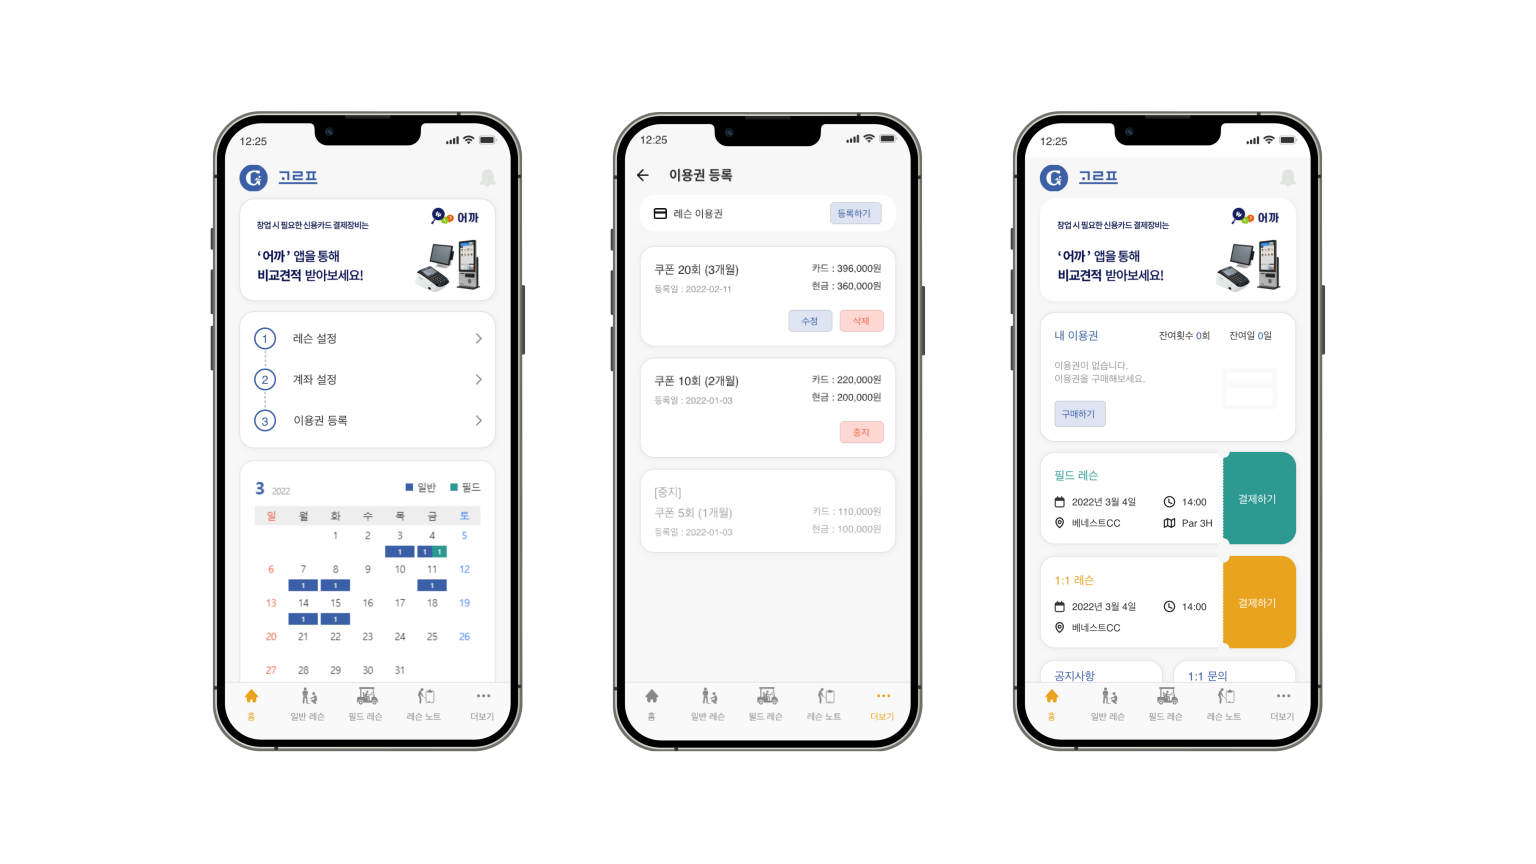 12:25
고르프
어까
창업 시 필요한 신용카드 결제장비는
‘어까’ 앱을 통해
비교견적 받아보세요!
1 레슨 설정
2 계좌 설정
3 이용권 등록
3 2022 일반 필드
일 월 화 수 목 금 토
1 2 3 4 5
1 1 1
6 7 8 9 10 11 12
1 1 1
13 14 15 16 17 18 19
1 1
20 21 22 23 24 25 26
27 28 29 30 31
홈 일반 레슨 필드 레슨 레슨 노트 더보기
12:25
이용권 등록
레슨 이용권 등록하기
쿠폰 20회 (3개월) 카드 : 396,000원
등록일 : 2022-02-11 현금 : 360,000원
수정 삭제
쿠폰 10회 (2개월) 카드 : 220,000원
등록일 : 2022-01-03 현금 : 200,000원
중지
[중지]
쿠폰 5회 (1개월) 카드 : 110,000원
등록일 : 2022-01-03 현금 : 100,000원
홈 일반 레슨 필드 레슨 레슨 노트 더보기
12:25
고르프
어까
창업 시 필요한 신용카드 결제장비는
‘어까’ 앱을 통해
비교견적 받아보세요!
내 이용권 잔여횟수 0회 잔여일 0일
이용권이 없습니다.
이용권을 구매해보세요.
구매하기
필드 레슨
2022년 3월 4일 14:00
베네스트CC Par 3H
결제하기
1:1 레슨
2022년 3월 4일 14:00
베네스트CC
결제하기
공지사항 1:1 문의
홈 일반 레슨 필드 레슨 레슨 노트 더보기